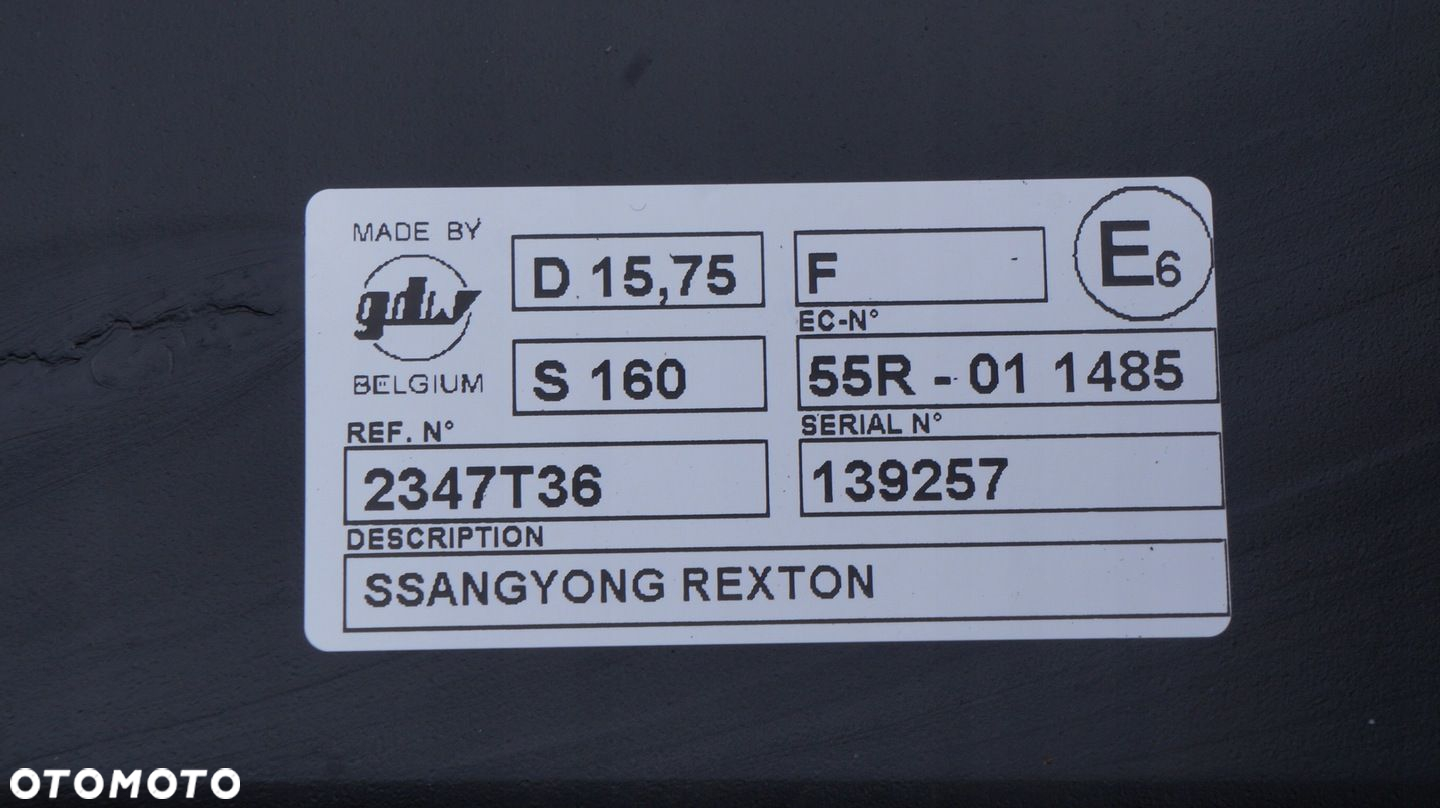 MADE BY
gdw
BELGIUM
D 15,75
F
E6
S 160
EC-N°
55R - 01 1485
REF. N°
2347T36
SERIAL N°
139257
DESCRIPTION
SSANGYONG REXTON
OTOMOTO